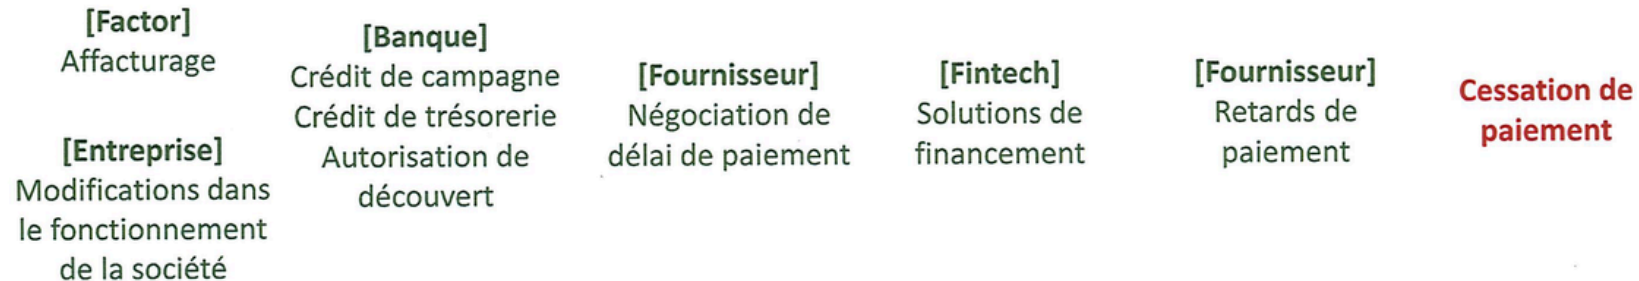 [Factor]
Affacturage
[Entreprise]
Modifications dans
le fonctionnement
de la société
[Banque]
Crédit de campagne
Crédit de trésorerie
Autorisation de
découvert
[Fournisseur]
Négociation de
délai de paiement
[Fintech]
Solutions de
financement
[Fournisseur]
Retards de
paiement
Cessation de
paiement